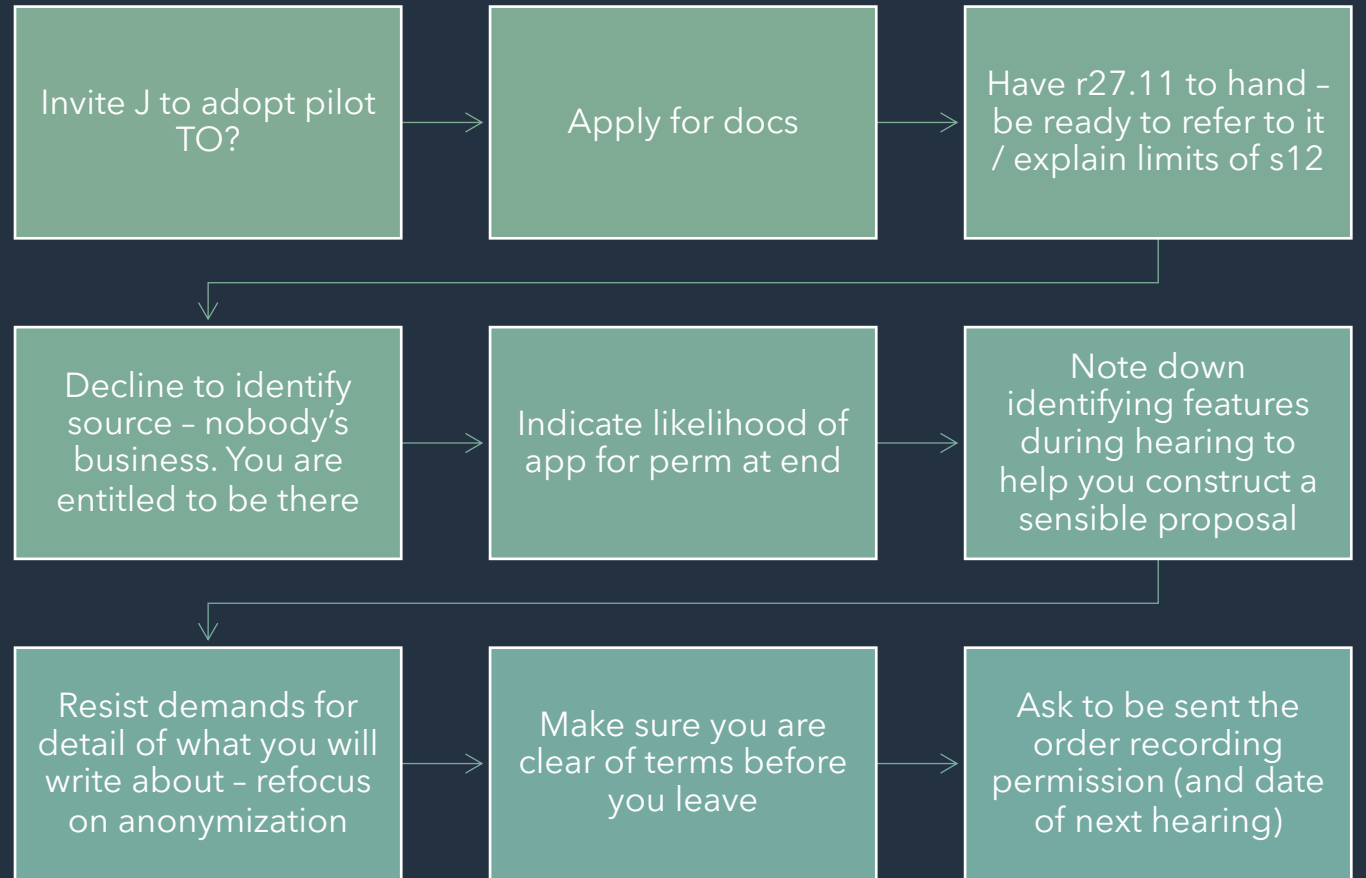 Invite J to adopt pilot
TO?
Apply for docs
Have r27.11 to hand –
be ready to refer to it
/ explain limits of s12
Decline to identify
source – nobody’s
business. You are
entitled to be there
Indicate likelihood of
app for perm at end
Note down
identifying features
during hearing to
help you construct a
sensible proposal
Resist demands for
detail of what you will
write about – refocus
on anonymization
Make sure you are
clear of terms before
you leave
Ask to be sent the
order recording
permission (and date
of next hearing)